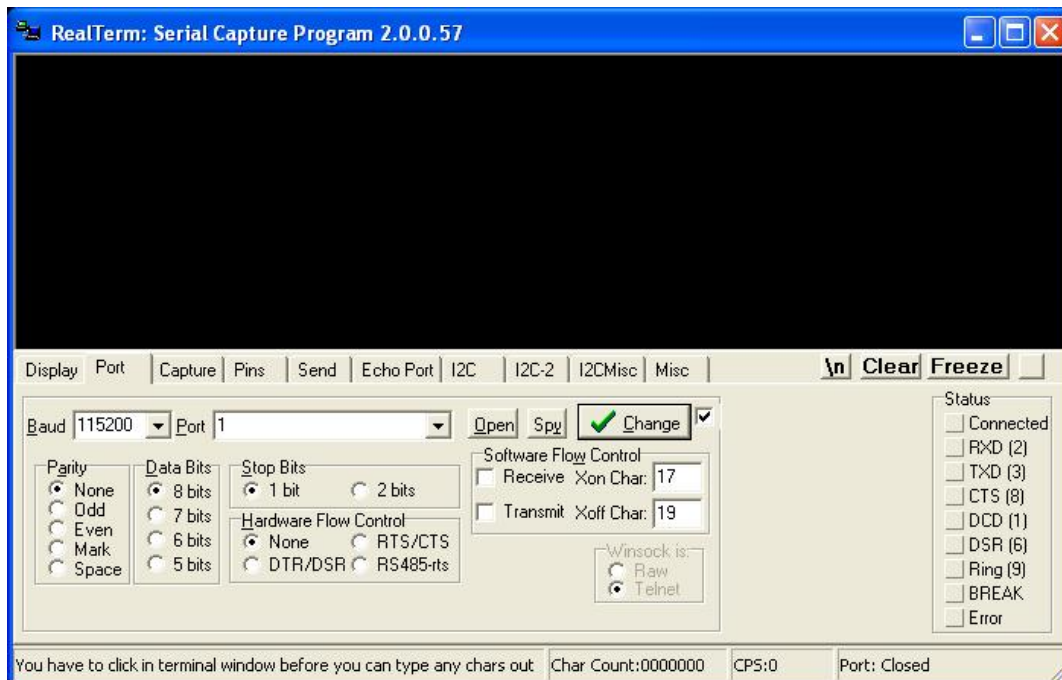 RealTerm: Serial Capture Program 2.0.0.57
Display Port Capture Pins Send Echo Port I2C I2C-2 I2CMisc Misc \n Clear Freeze
Baud 115200 Port 1 Open Spy Change
Parity
None
Odd
Even
Mark
Space
Data Bits
8 bits
7 bits
6 bits
5 bits
Stop Bits
1 bit 2 bits
Hardware Flow Control
None RTS/CTS
DTR/DSR RS485-rts
Software Flow Control
Receive Xon Char: 17
Transmit Xoff Char: 19
Winsock is:
Raw
Telnet
Status
Connected
RXD (2)
TXD (3)
CTS (8)
DCD (1)
DSR (6)
Ring (9)
BREAK
Error
You have to click in terminal window before you can type any chars out Char Count:0000000 CPS:0 Port: Closed